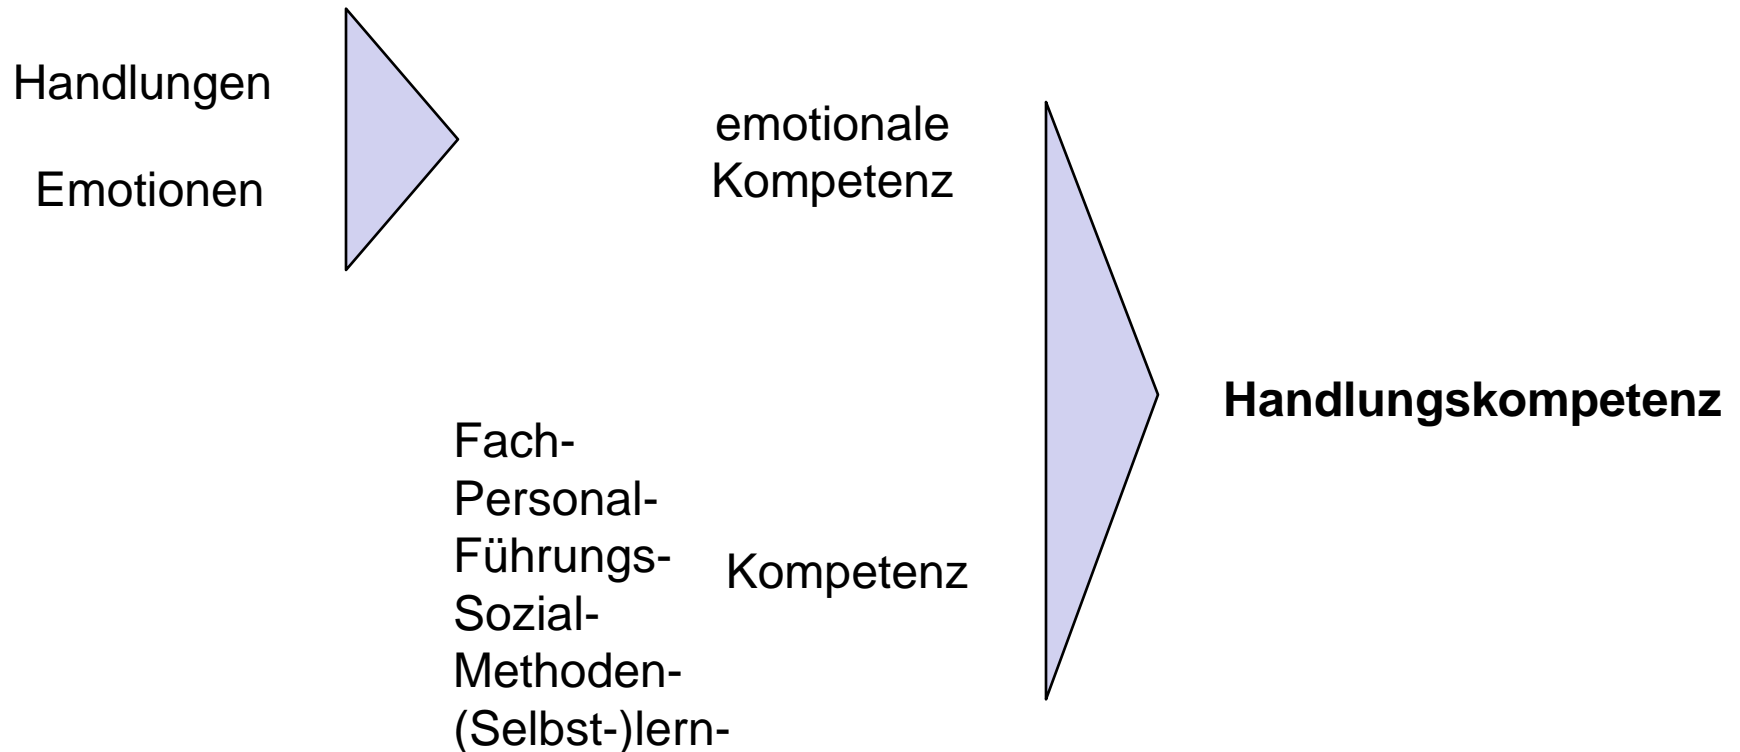 Handlungen
Emotionen
emotionale
Kompetenz
Handlungskompetenz
Fach-
Personal-
Führungs-
Kompetenz
Sozial-
Methoden-
(Selbst-)lern-